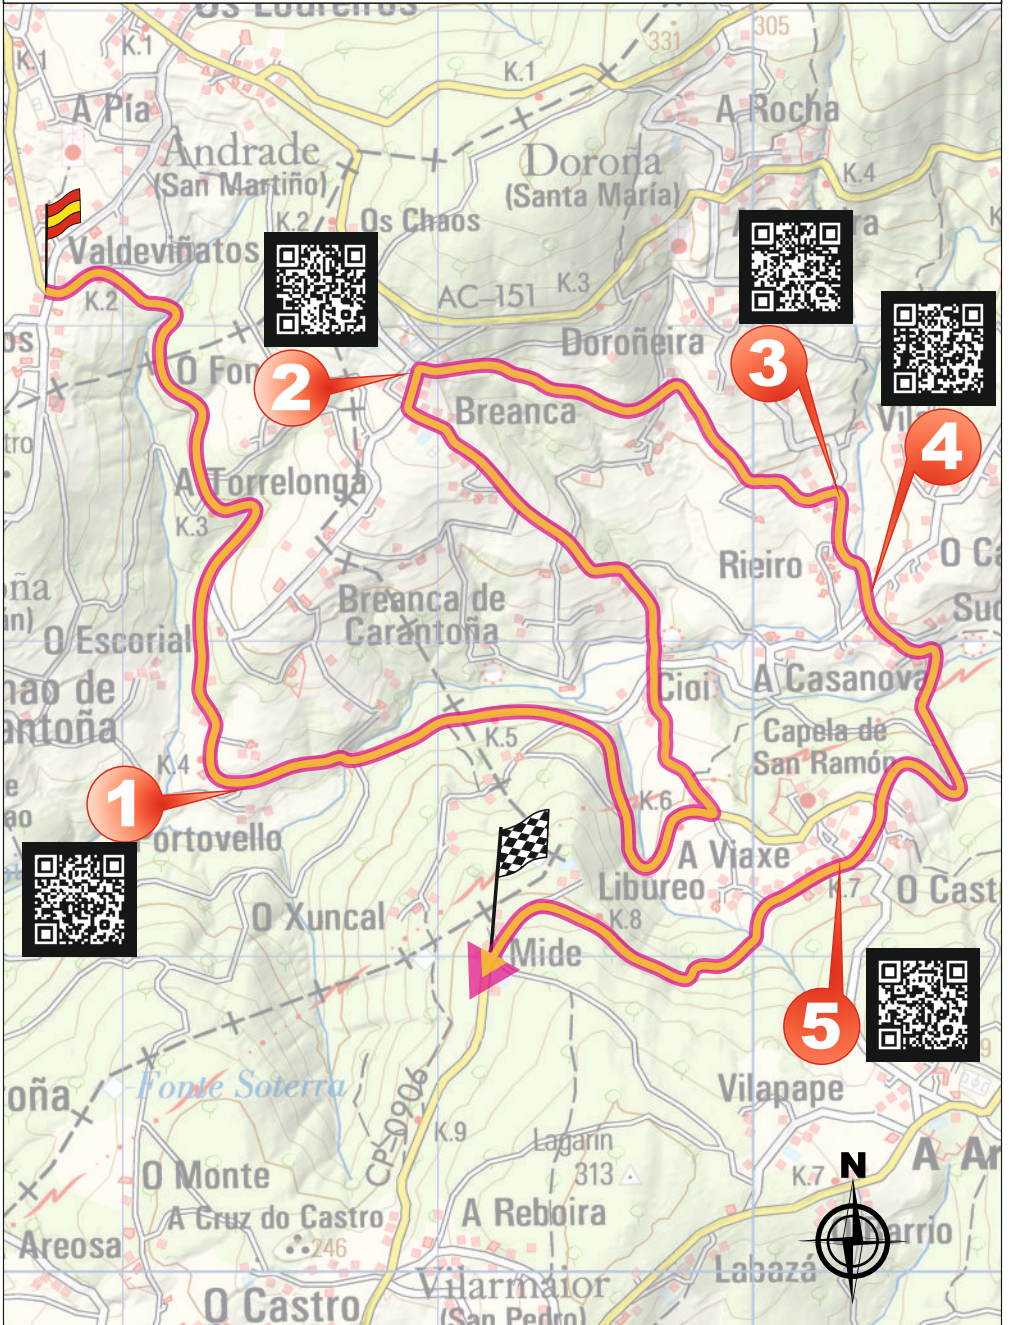 Os Loureiros
K.1
K.1
K.1
331
305
A Pía
A Rocha
Andrade
(San Martiño)
Doroña
(Santa María)
K.4
K.2
Os Chaos
Valdeviñatos
K.2
AC-151
K.3
Doroñeira
3
2
Breanca
4
A Torrelonga
K.3
Rieiro
Breanca de
Carantoña
O Escorial
Cioi
A Casanova
Capela de
San Ramón
K.5
K.4
K.6
1
A Viaxe
Libureo
K.7
O Xuncal
K.8
Mide
5
Fonte Soterra
Vilapape
CP-0906
K.9
Lagarín
313
K.7
N
O Monte
A Cruz do Castro
246
A Reboira
Areosa
Labazá
O Castro
Vilarmaior
(San Pedro)